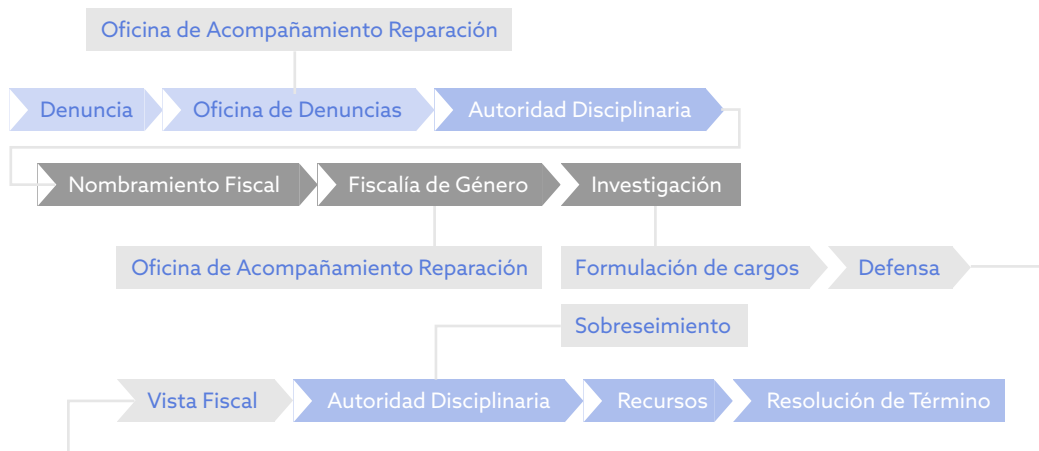 Oficina de Acompañamiento Reparación
Denuncia
Oficina de Denuncias
Autoridad Disciplinaria
Nombramiento Fiscal
Fiscalía de Género
Investigación
Oficina de Acompañamiento Reparación
Formulación de cargos
Defensa
Sobreseimiento
Vista Fiscal
Autoridad Disciplinaria
Recursos
Resolución de Término